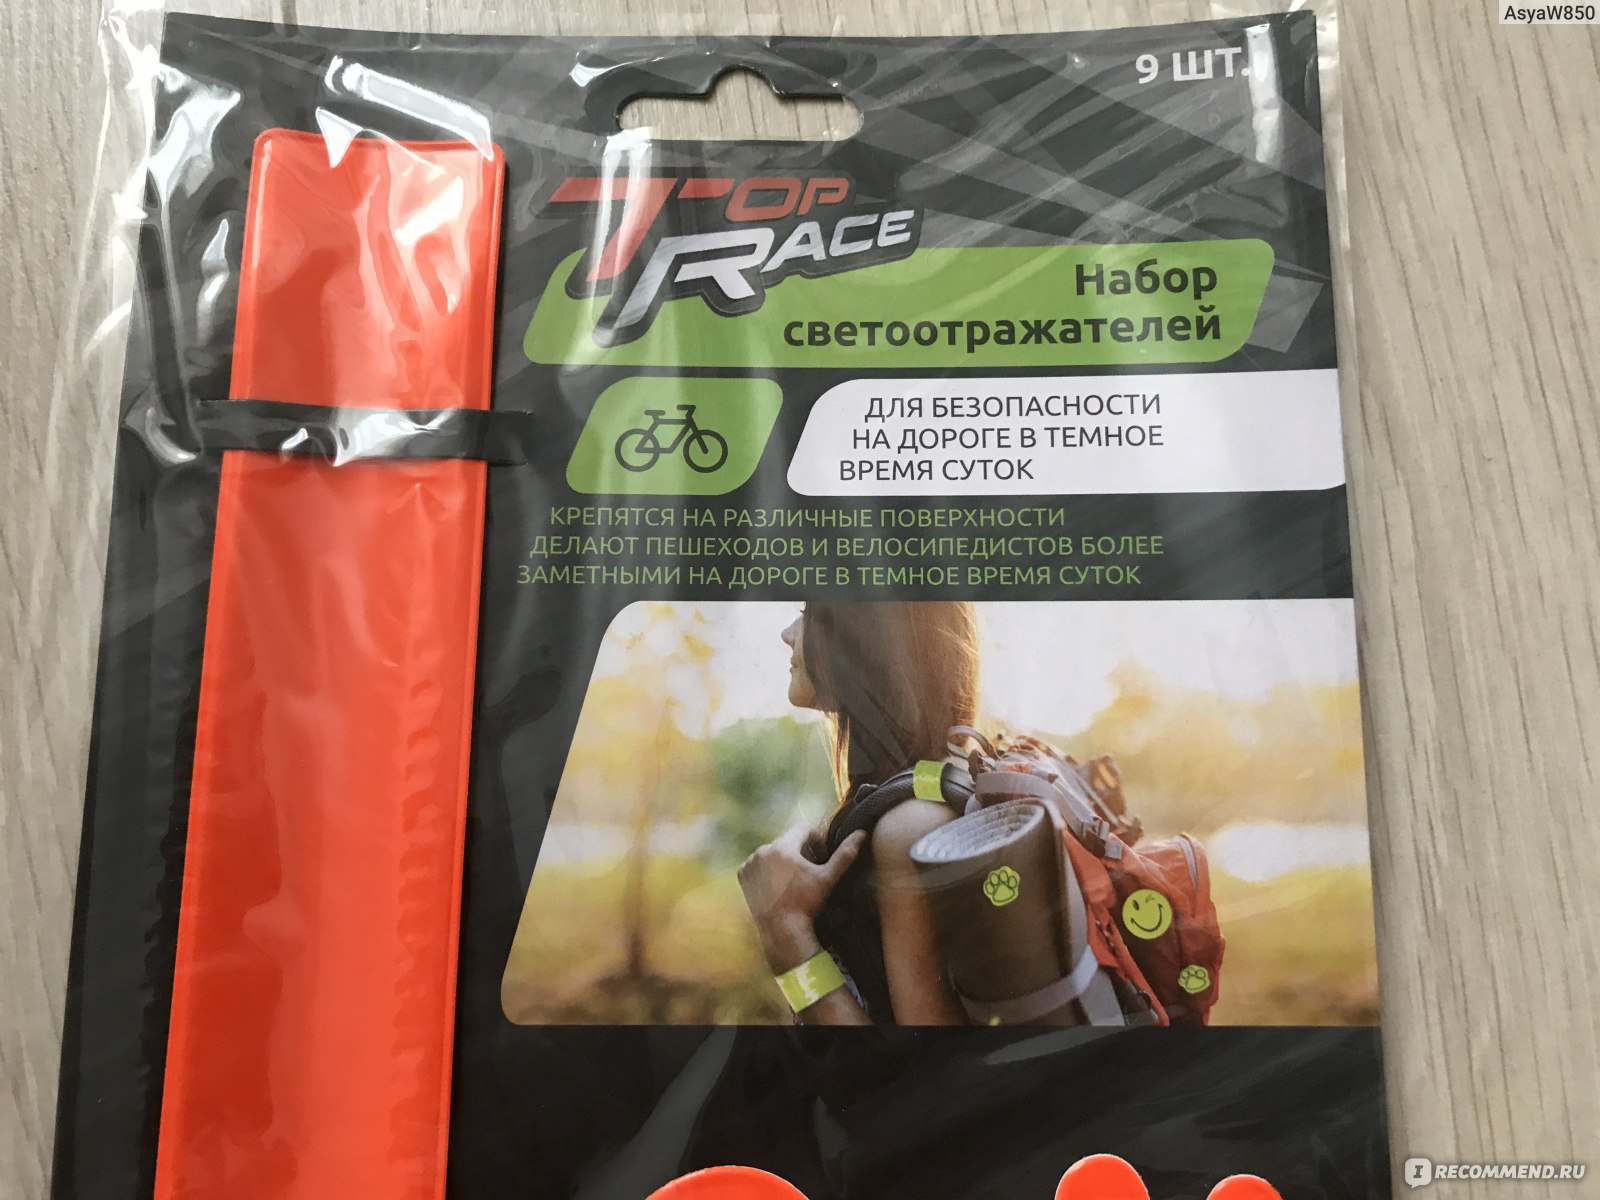 AsyaW850
9 ШТ.
TOP
RACE
Набор
светоотражателей
ДЛЯ БЕЗОПАСНОСТИ
НА ДОРОГЕ В ТЕМНОЕ
ВРЕМЯ СУТОК
КРЕПЯТСЯ НА РАЗЛИЧНЫЕ ПОВЕРХНОСТИ
ДЕЛАЮТ ПЕШЕХОДОВ И ВЕЛОСИПЕДИСТОВ БОЛЕЕ
ЗАМЕТНЫМИ НА ДОРОГЕ В ТЕМНОЕ ВРЕМЯ СУТОК
IRECOMMEND.RU